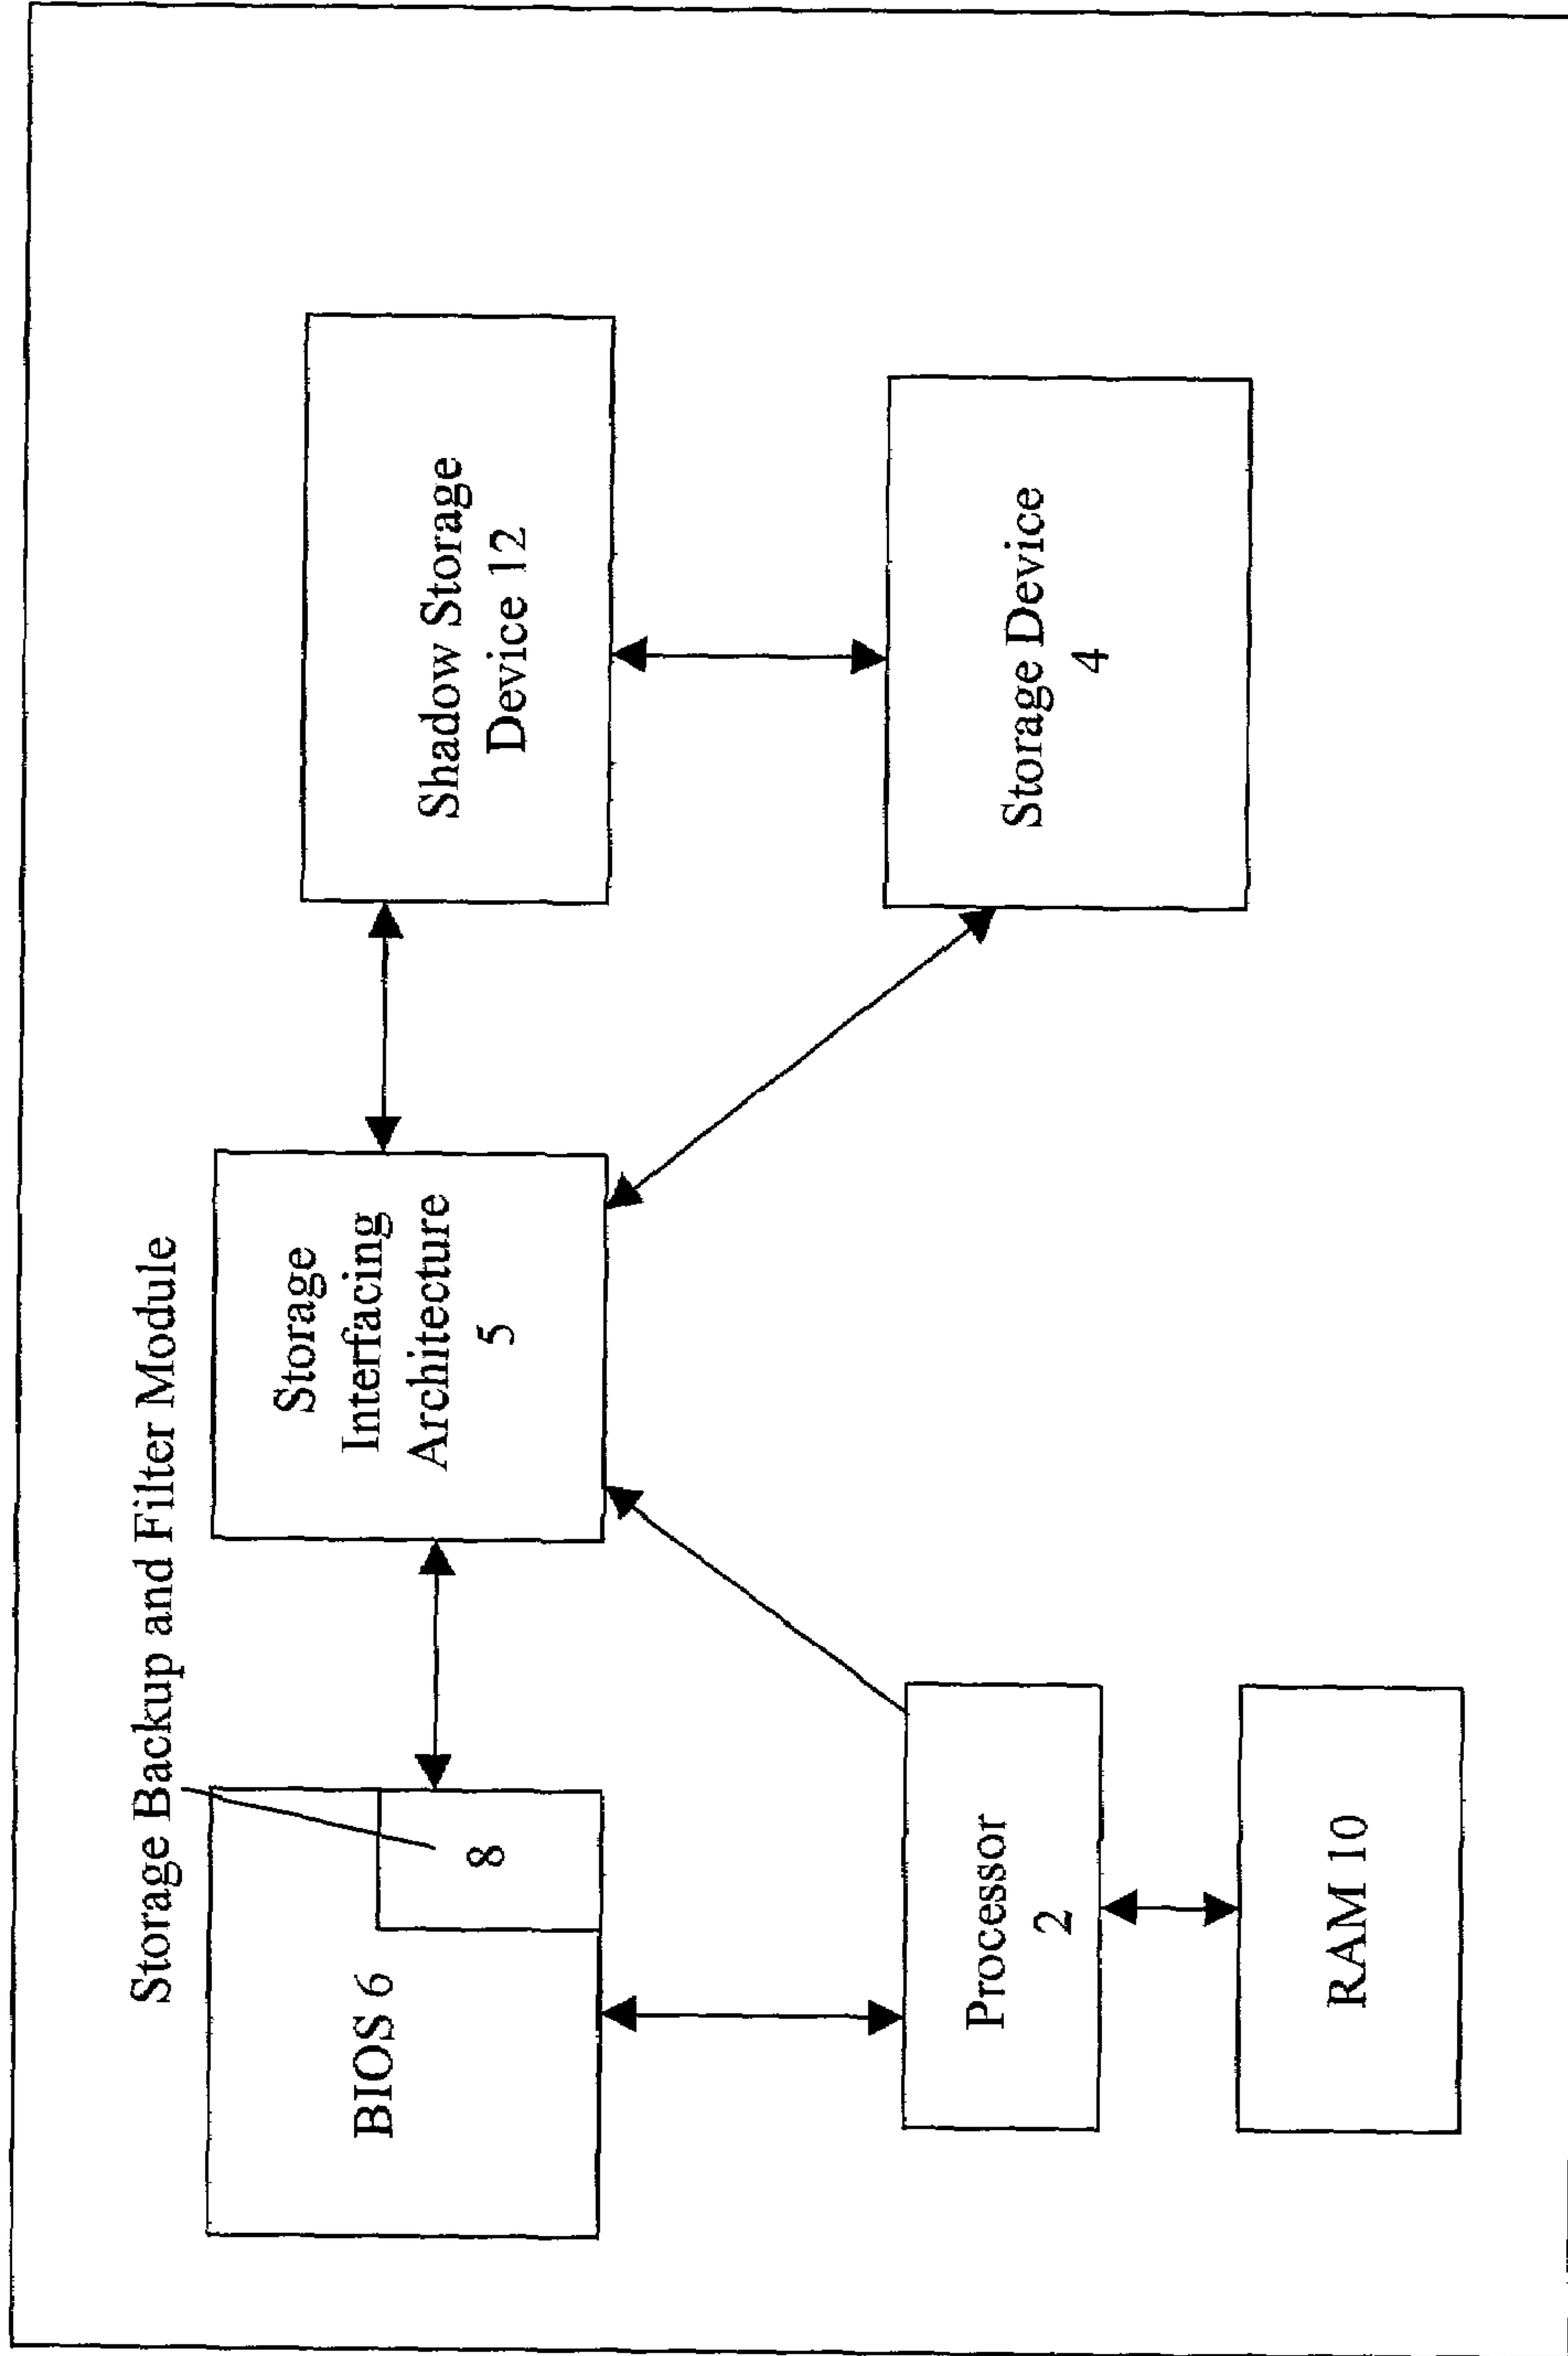 Storage Backup and Filter Module
BIOS 6
8
Storage
Interfacing
Architecture
5
Shadow Storage
Device 12
Processor
2
Storage Device
4
RAM 10